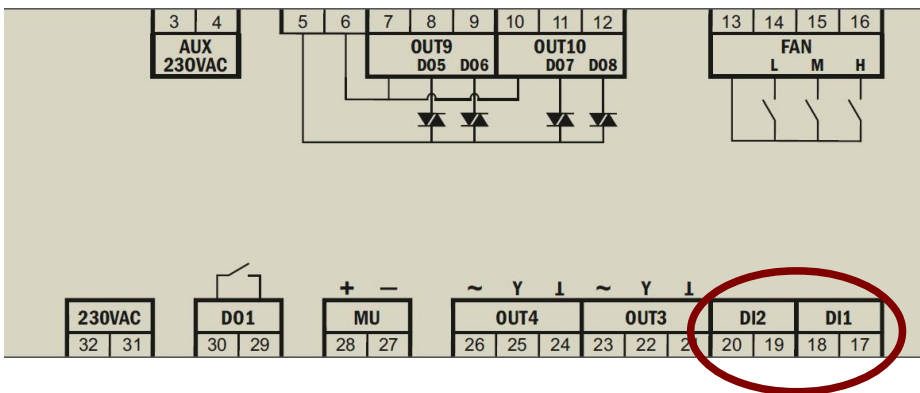 3 4 5 6 7 8 9 10 11 12 13 14 15 16
AUX OUT9 OUT10 FAN
230VAC DO5 DO6 DO7 DO8 L M H
+ — ~ Y ⊥ ~ Y ⊥
230VAC DO1 MU OUT4 OUT3 DI2 DI1
32 31 30 29 28 27 26 25 24 23 22 20 19 18 17